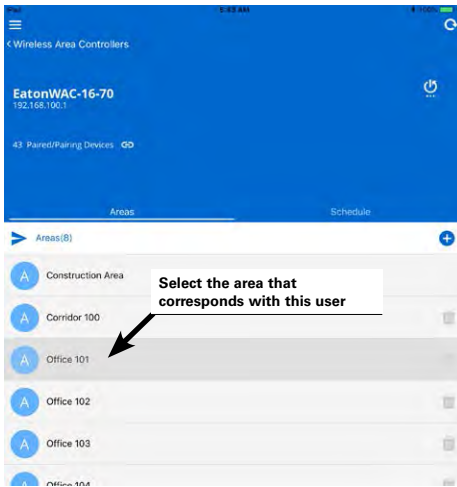 iPad 5:43 AM 100%
< Wireless Area Controllers
EatonWAC-16-70
192.168.100.1
43 Paired/Pairing Devices
Areas Schedule
Areas(8)
A Construction Area
Select the area that
corresponds with this user
A Corridor 100
A Office 101
A Office 102
A Office 103
A Office 104